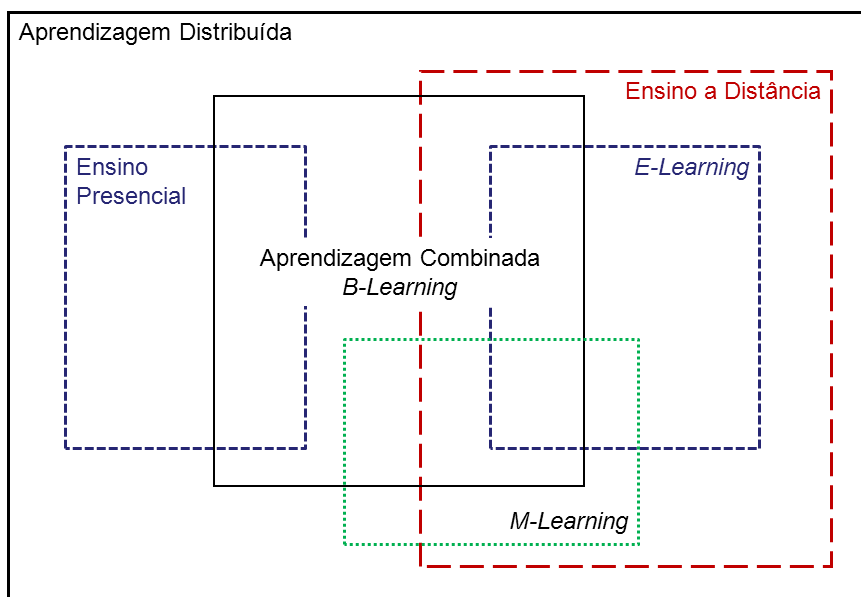 Aprendizagem Distribuída
Ensino a Distância
Ensino
Presencial
E-Learning
Aprendizagem Combinada
B-Learning
M-Learning